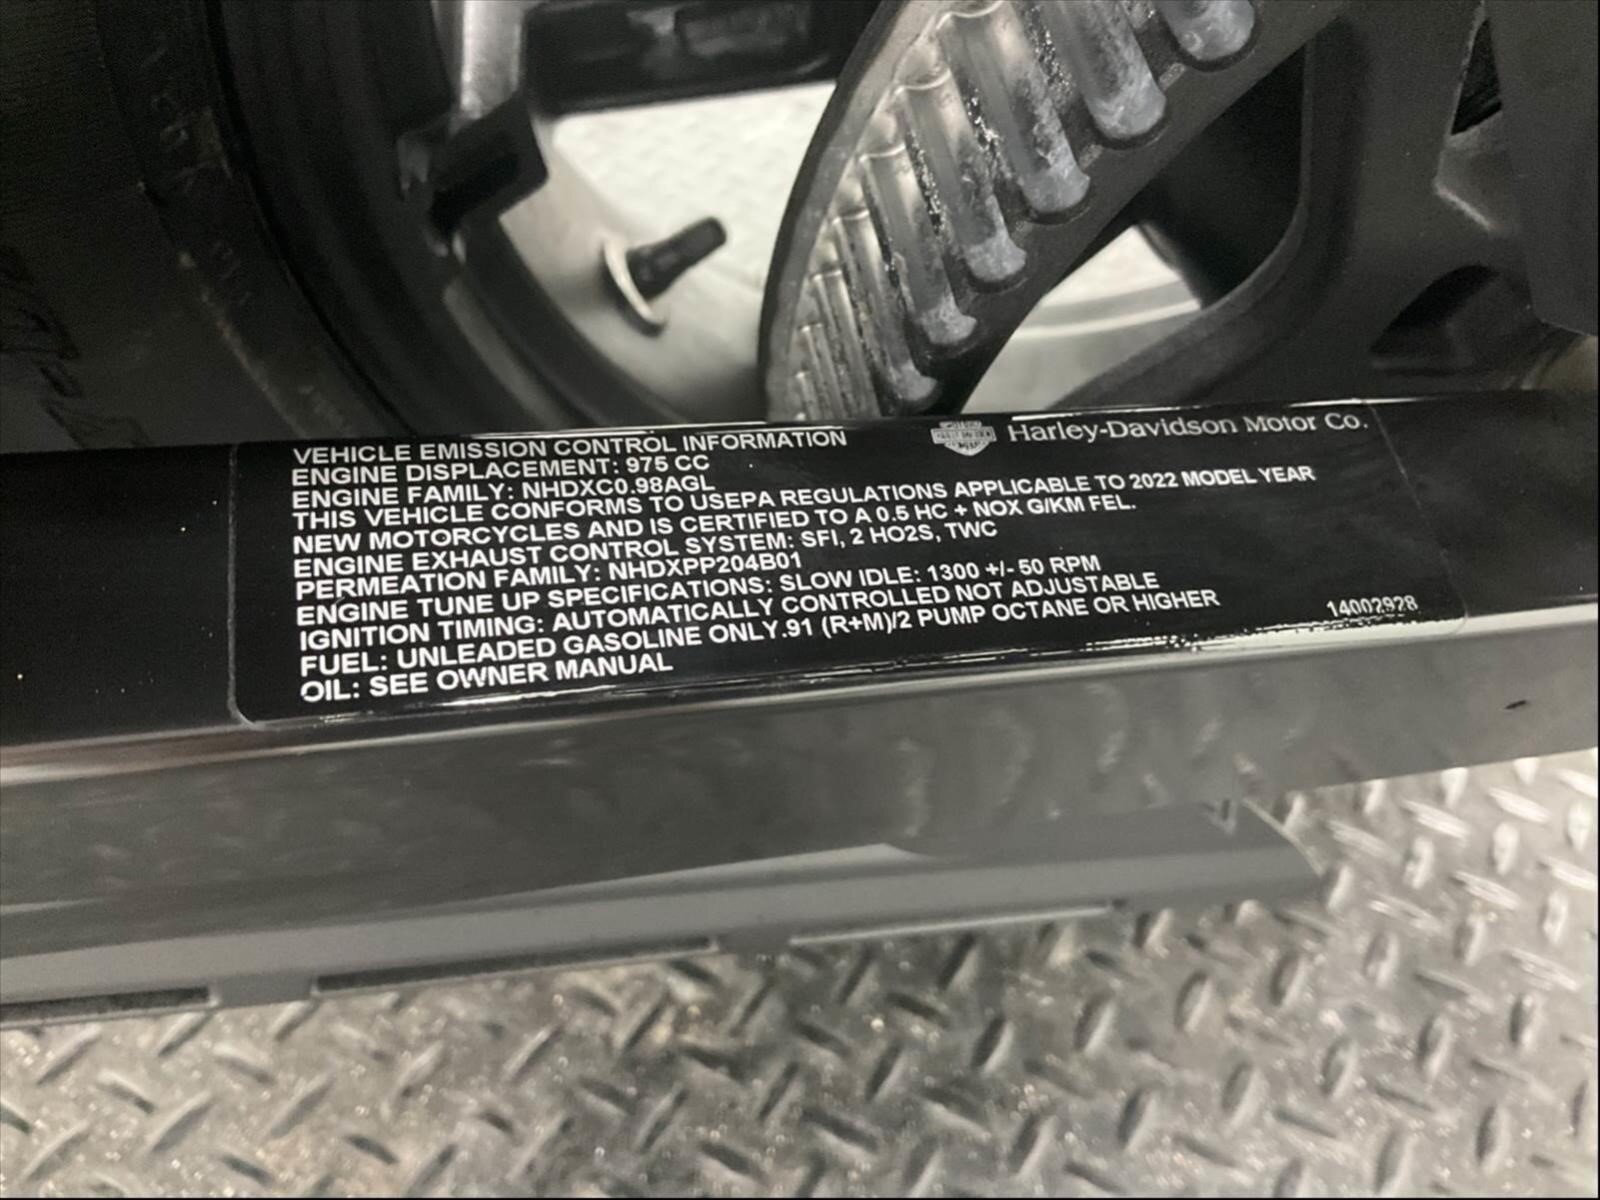 VEHICLE EMISSION CONTROL INFORMATION
Harley-Davidson Motor Co.
ENGINE DISPLACEMENT: 975 CC
ENGINE FAMILY: NHDXC0.98AGL
THIS VEHICLE CONFORMS TO USEPA REGULATIONS APPLICABLE TO 2022 MODEL YEAR
NEW MOTORCYCLES AND IS CERTIFIED TO A 0.5 HC + NOX G/KM FEL.
ENGINE EXHAUST CONTROL SYSTEM: SFI, 2 HO2S, TWC
PERMEATION FAMILY: NHDXPP204B01
ENGINE TUNE UP SPECIFICATIONS: SLOW IDLE: 1300 +/- 50 RPM
IGNITION TIMING: AUTOMATICALLY CONTROLLED NOT ADJUSTABLE
FUEL: UNLEADED GASOLINE ONLY.91 (R+M)/2 PUMP OCTANE OR HIGHER
OIL: SEE OWNER MANUAL
14002928